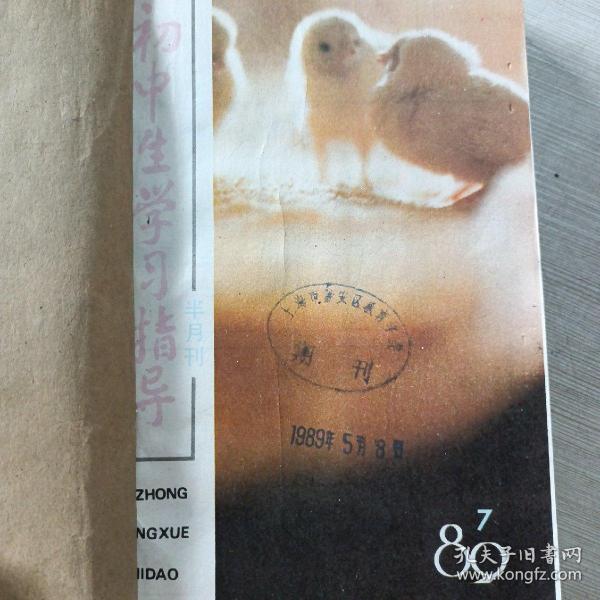 初中生学习指导
半月刊
ZHONG
NGXUE
IIDAO
期刊
1989年5月8日
7
89
孔夫子旧书网
www.kongfz.com